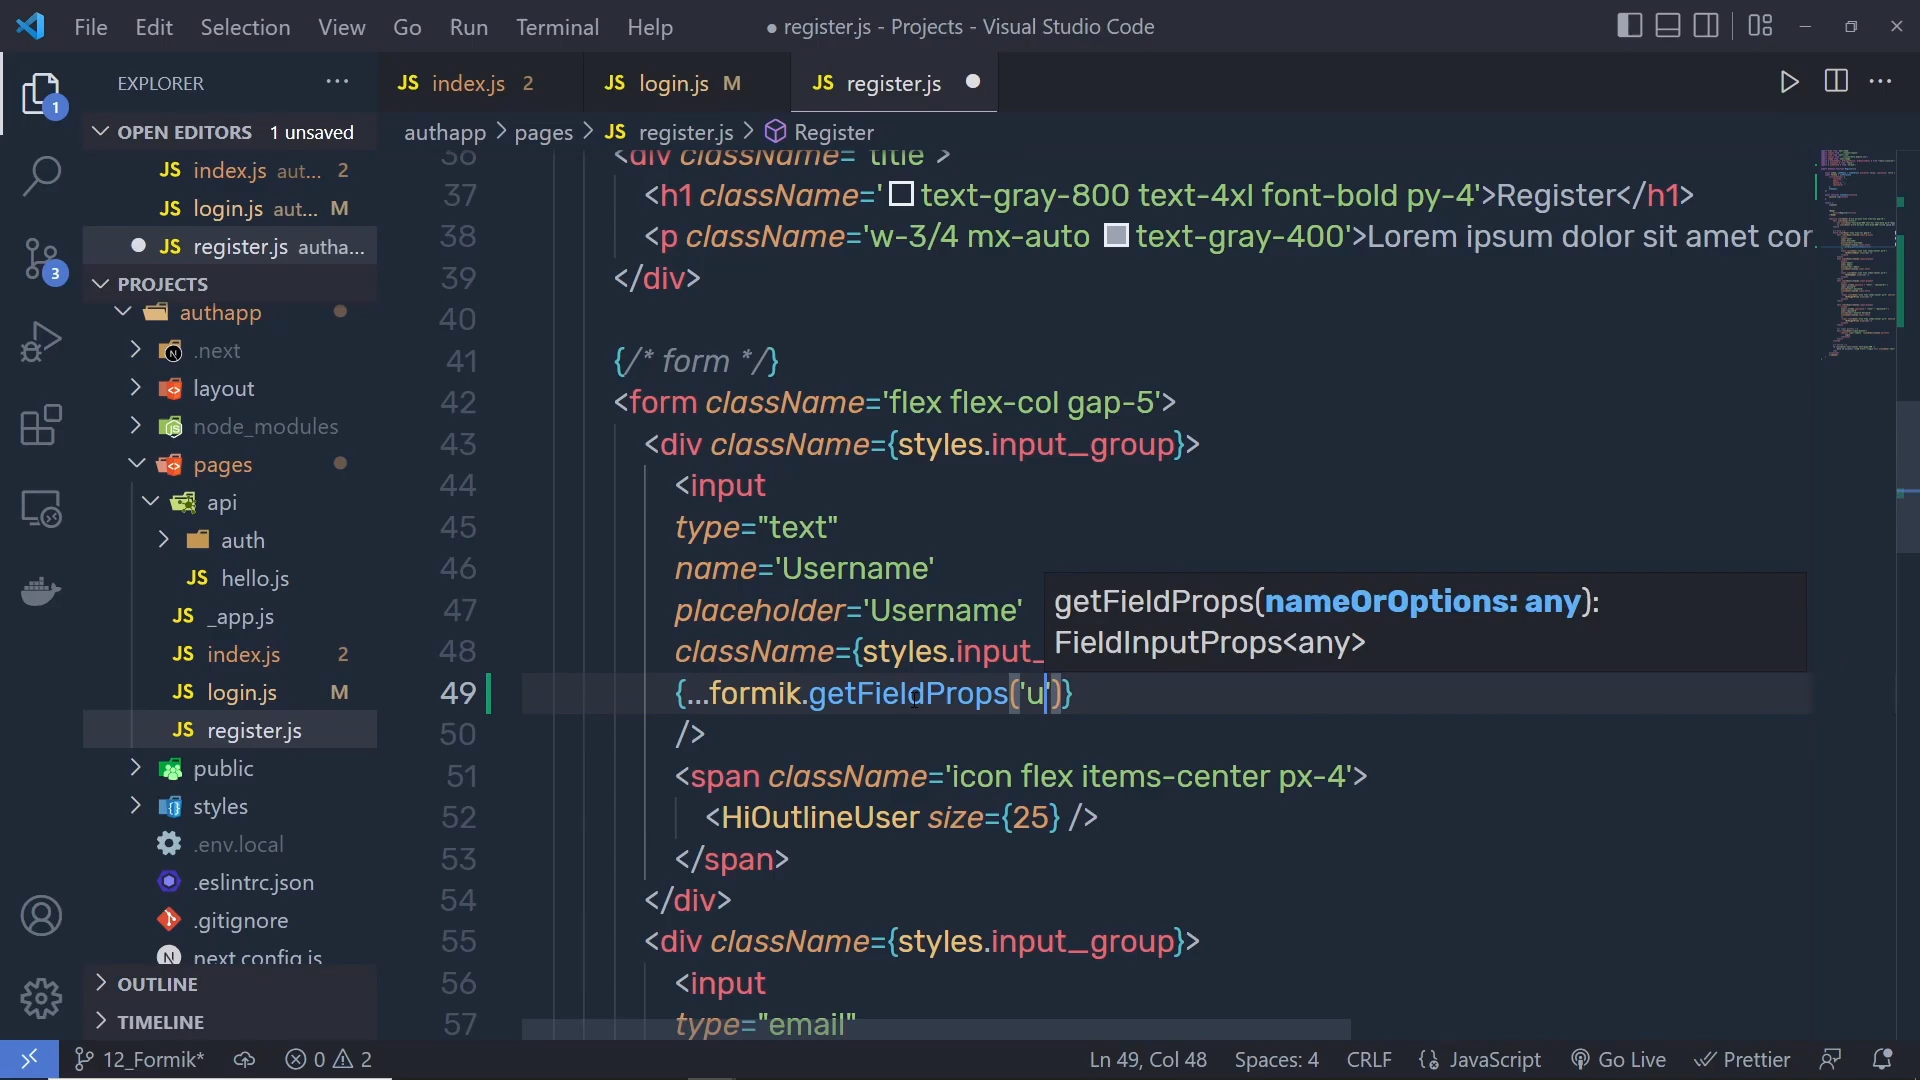 File Edit Selection View Go Run Terminal Help
● register.js - Projects - Visual Studio Code
EXPLORER
JS index.js 2
JS login.js M
JS register.js
OPEN EDITORS 1 unsaved
JS index.js aut... 2
JS login.js aut... M
JS register.js autha...
PROJECTS
authapp
.next
layout
node_modules
pages
api
auth
JS hello.js
JS _app.js
JS index.js 2
JS login.js M
JS register.js
public
styles
.env.local
.eslintrc.json
.gitignore
next.config.js
OUTLINE
TIMELINE
1
3
authapp > pages > JS register.js > Register
36 <div className='title'>
37 <h1 className='text-gray-800 text-4xl font-bold py-4'>Register</h1>
38 <p className='w-3/4 mx-auto text-gray-400'>Lorem ipsum dolor sit amet cor
39 </div>
40
41 {/* form */}
42 <form className='flex flex-col gap-5'>
43 <div className={styles.input_group}>
44 <input
45 type="text"
46 name='Username'
47 placeholder='Username'
48 className={styles.input_
49 {...formik.getFieldProps('u')}
50 />
51 <span className='icon flex items-center px-4'>
52 <HiOutlineUser size={25} />
53 </span>
54 </div>
55 <div className={styles.input_group}>
56 <input
57 type="email"
getFieldProps(nameOrOptions: any):
FieldInputProps<any>
12_Formik* 0 2
Ln 49, Col 48 Spaces: 4 CRLF {} JavaScript Go Live Prettier